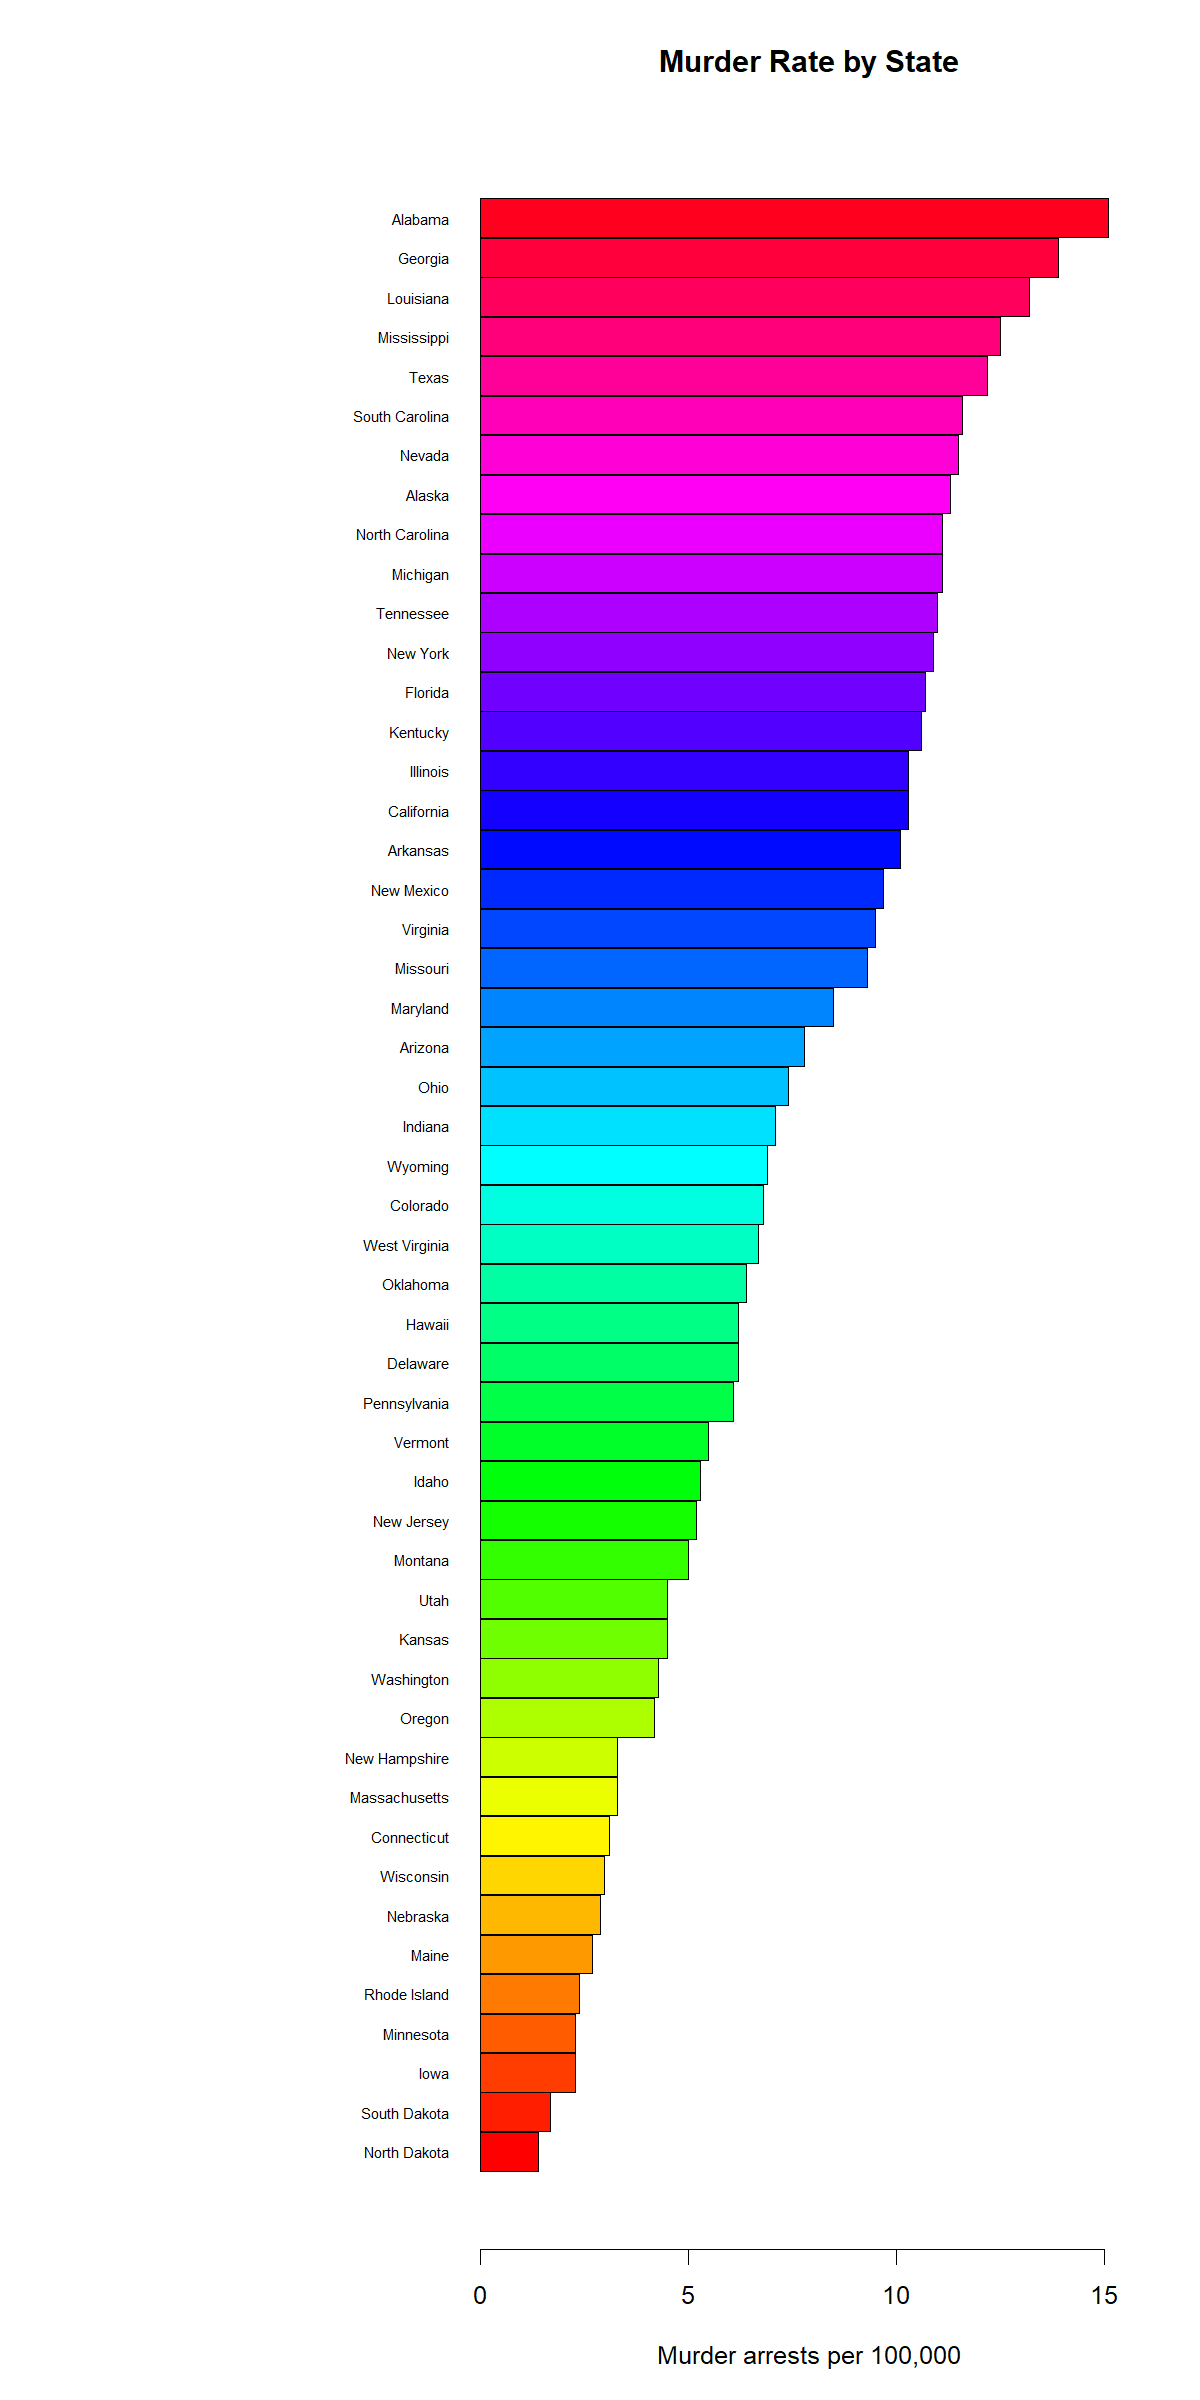 Murder Rate by State
Alabama
Georgia
Louisiana
Mississippi
Texas
South Carolina
Nevada
Alaska
North Carolina
Michigan
Tennessee
New York
Florida
Kentucky
Illinois
California
Arkansas
New Mexico
Virginia
Missouri
Maryland
Arizona
Ohio
Indiana
Wyoming
Colorado
West Virginia
Oklahoma
Hawaii
Delaware
Pennsylvania
Vermont
Idaho
New Jersey
Montana
Utah
Kansas
Washington
Oregon
New Hampshire
Massachusetts
Connecticut
Wisconsin
Nebraska
Maine
Rhode Island
Minnesota
Iowa
South Dakota
North Dakota
0 5 10 15
Murder arrests per 100,000